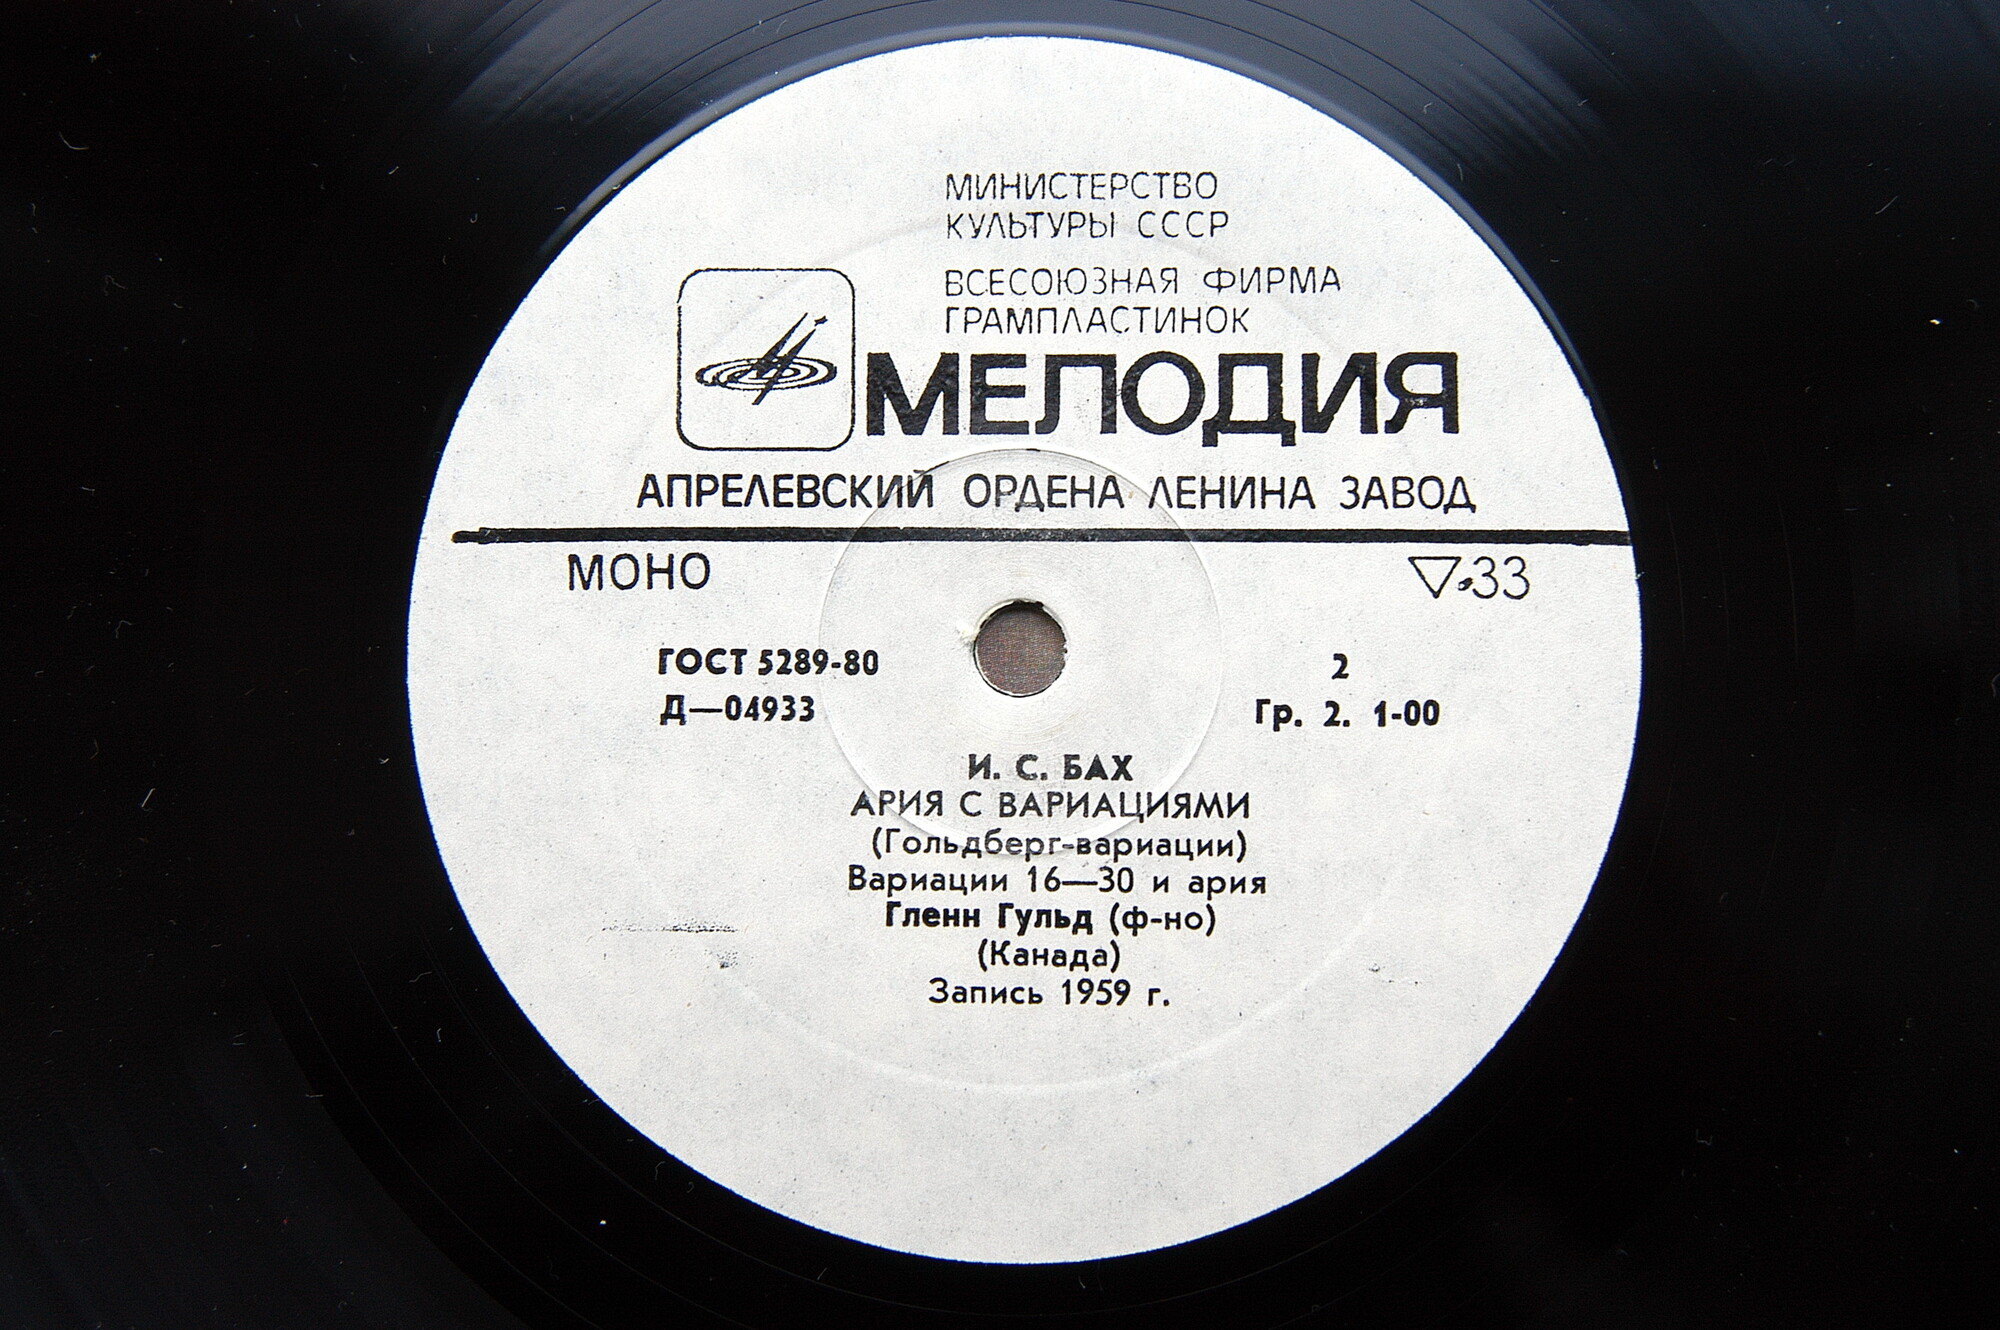 МИНИСТЕРСТВО
КУЛЬТУРЫ СССР
ВСЕСОЮЗНАЯ ФИРМА
ГРАМПЛАСТИНОК
МЕЛОДИЯ
АПРЕЛЕВСКИЙ ОРДЕНА ЛЕНИНА ЗАВОД
МОНО ▽•33
ГОСТ 5289-80 2
Д—04933 Гр. 2. 1-00
И. С. БАХ
АРИЯ С ВАРИАЦИЯМИ
(Гольдберг-вариации)
Вариации 16—30 и ария
Гленн Гульд (ф-но)
(Канада)
Запись 1959 г.